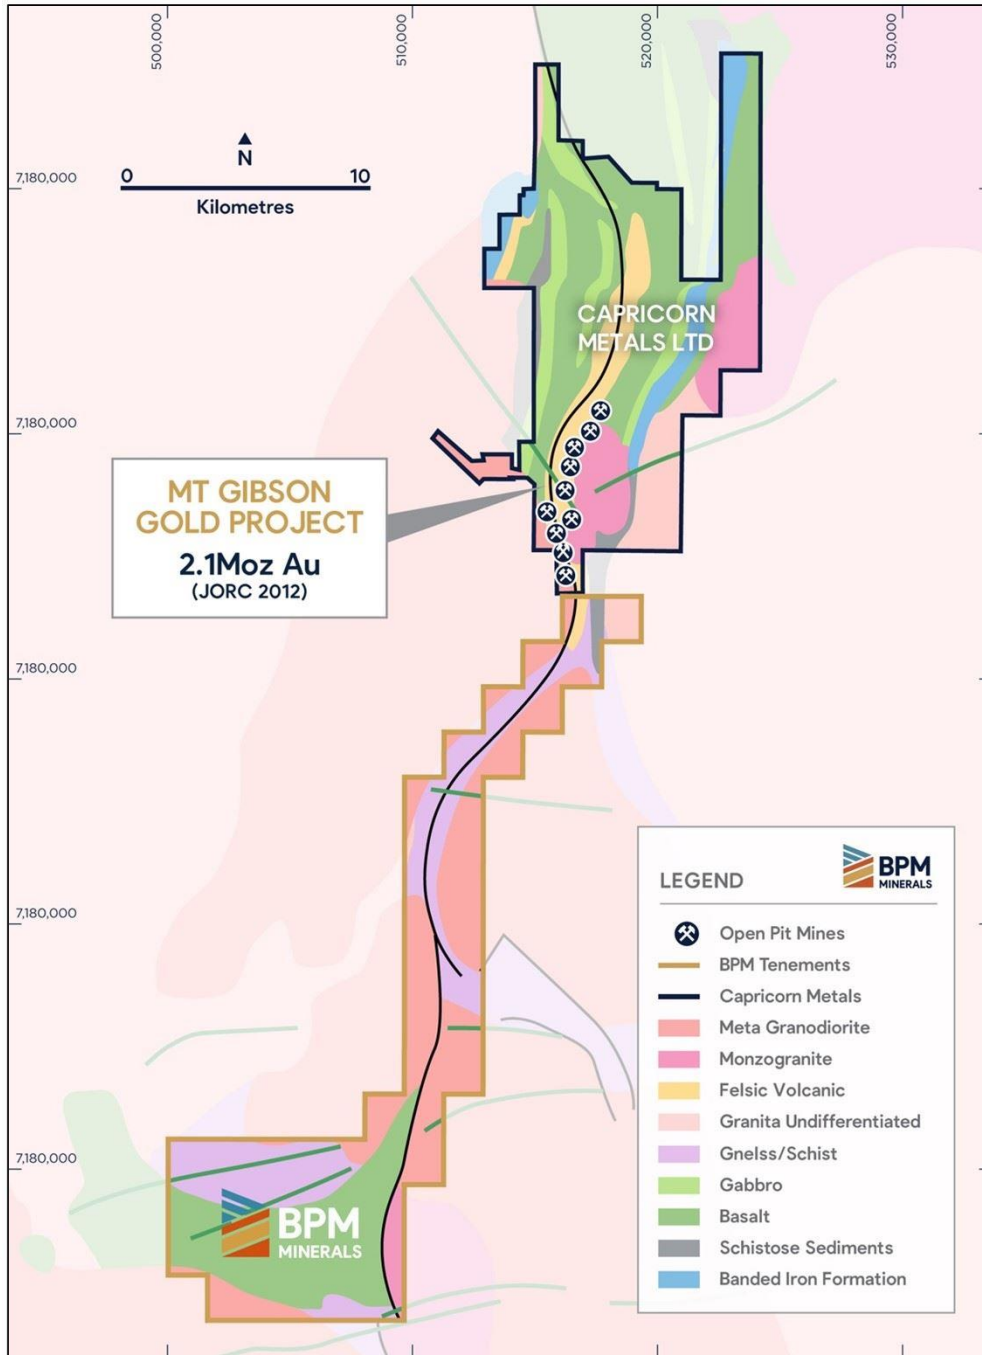 500,000
510,000
520,000
530,000
N
0 10
Kilometres
7,180,000
CAPRICORN
METALS LTD
7,180,000
MT GIBSON
GOLD PROJECT
2.1Moz Au
(JORC 2012)
7,180,000
7,180,000
7,180,000
BPM
MINERALS
LEGEND
BPM
MINERALS
Open Pit Mines
BPM Tenements
Capricorn Metals
Meta Granodiorite
Monzogranite
Felsic Volcanic
Granita Undifferentiated
Gnelss/Schist
Gabbro
Basalt
Schistose Sediments
Banded Iron Formation